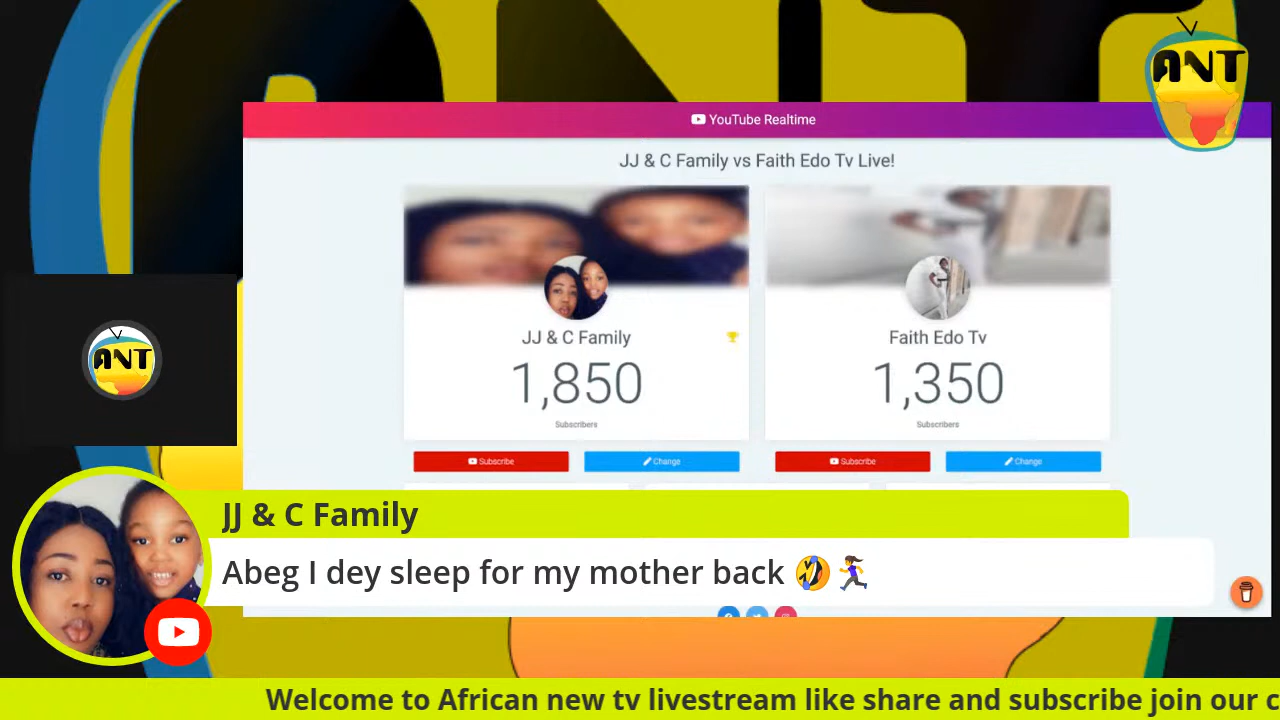 ANT
YouTube Realtime
JJ & C Family vs Faith Edo Tv Live!
JJ & C Family
1,850
Subscribers
Subscribe
Change
Faith Edo Tv
1,350
Subscribers
Subscribe
Change
ANT
JJ & C Family
Abeg I dey sleep for my mother back 🤣🏃🏾‍♀️
Welcome to African new tv livestream like share and subscribe join our c